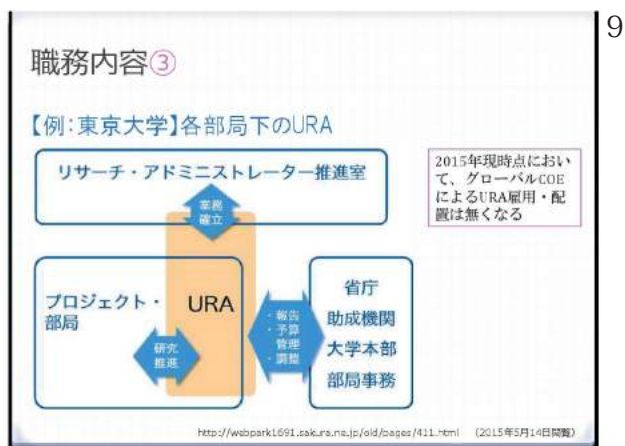 9
職務内容③
【例:東京大学】各部局下のURA
リサーチ・アドミニストレーター推進室
業務
確立
2015年現時点におい
て、グローバルCOE
によるURA雇用・配
置は無くなる
プロジェクト・
部局
URA
研究
推進
・報告
・予算
管理
・調整
省庁
助成機関
大学本部
部局事務
http://webpark1691.sakura.ne.jp/old/pages/411.html (2015年5月14日閲覧)